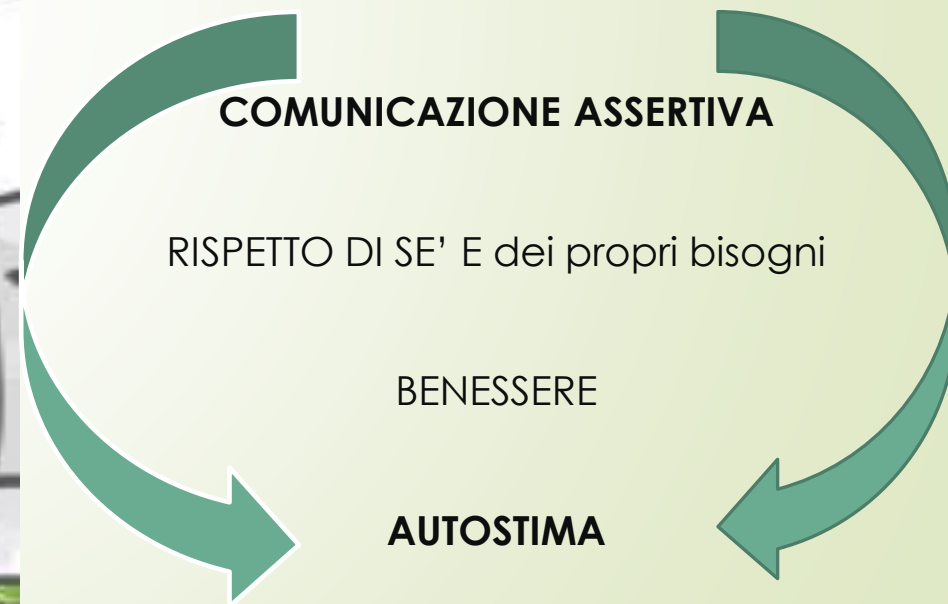 COMUNICAZIONE ASSERTIVA
RISPETTO DI SE’ E dei propri bisogni
BENESSERE
AUTOSTIMA